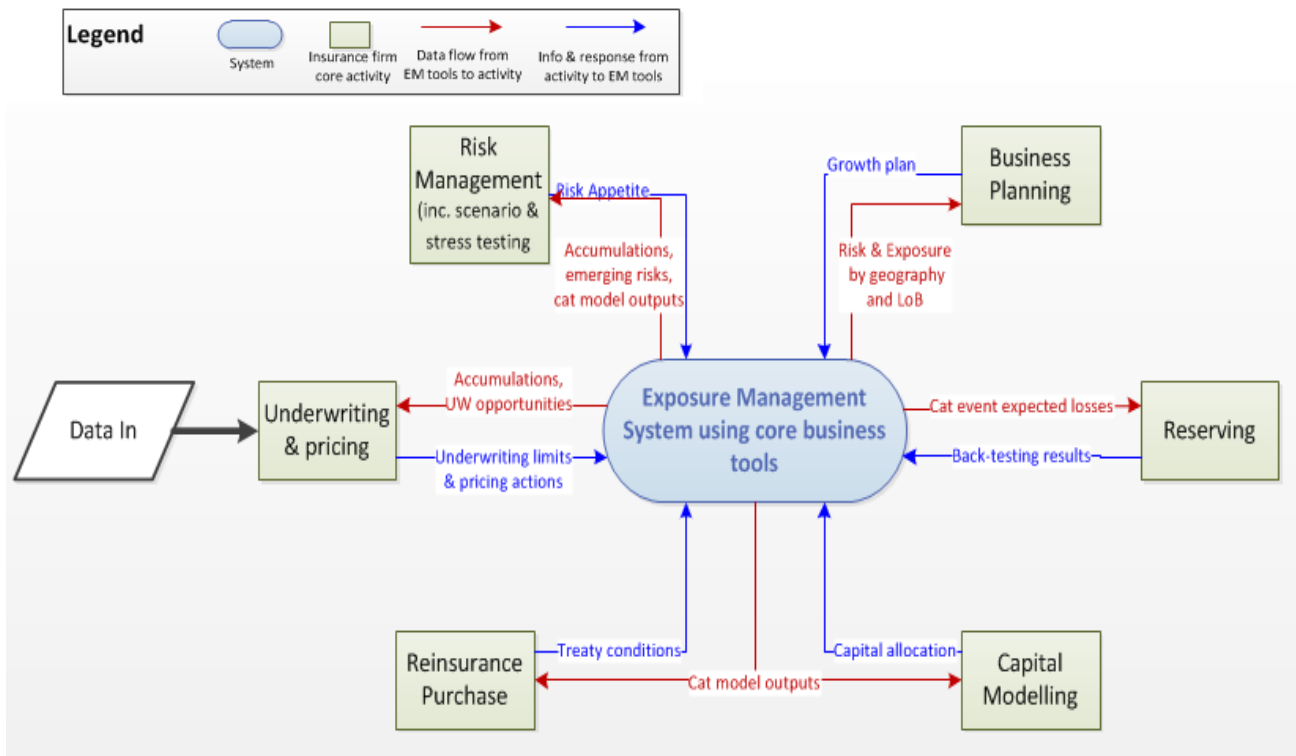 Legend
System
Insurance firm
core activity
Data flow from
EM tools to activity
Info & response from
activity to EM tools
Risk
Management
(inc. scenario &
stress testing
Risk Appetite
Accumulations,
emerging risks,
cat model outputs
Growth plan
Business
Planning
Risk & Exposure
by geography
and LoB
Data In
Underwriting
& pricing
Accumulations,
UW opportunities
Underwriting limits
& pricing actions
Exposure Management
System using core business
tools
Cat event expected losses
Back-testing results
Reserving
Reinsurance
Purchase
Treaty conditions
Cat model outputs
Capital allocation
Capital
Modelling